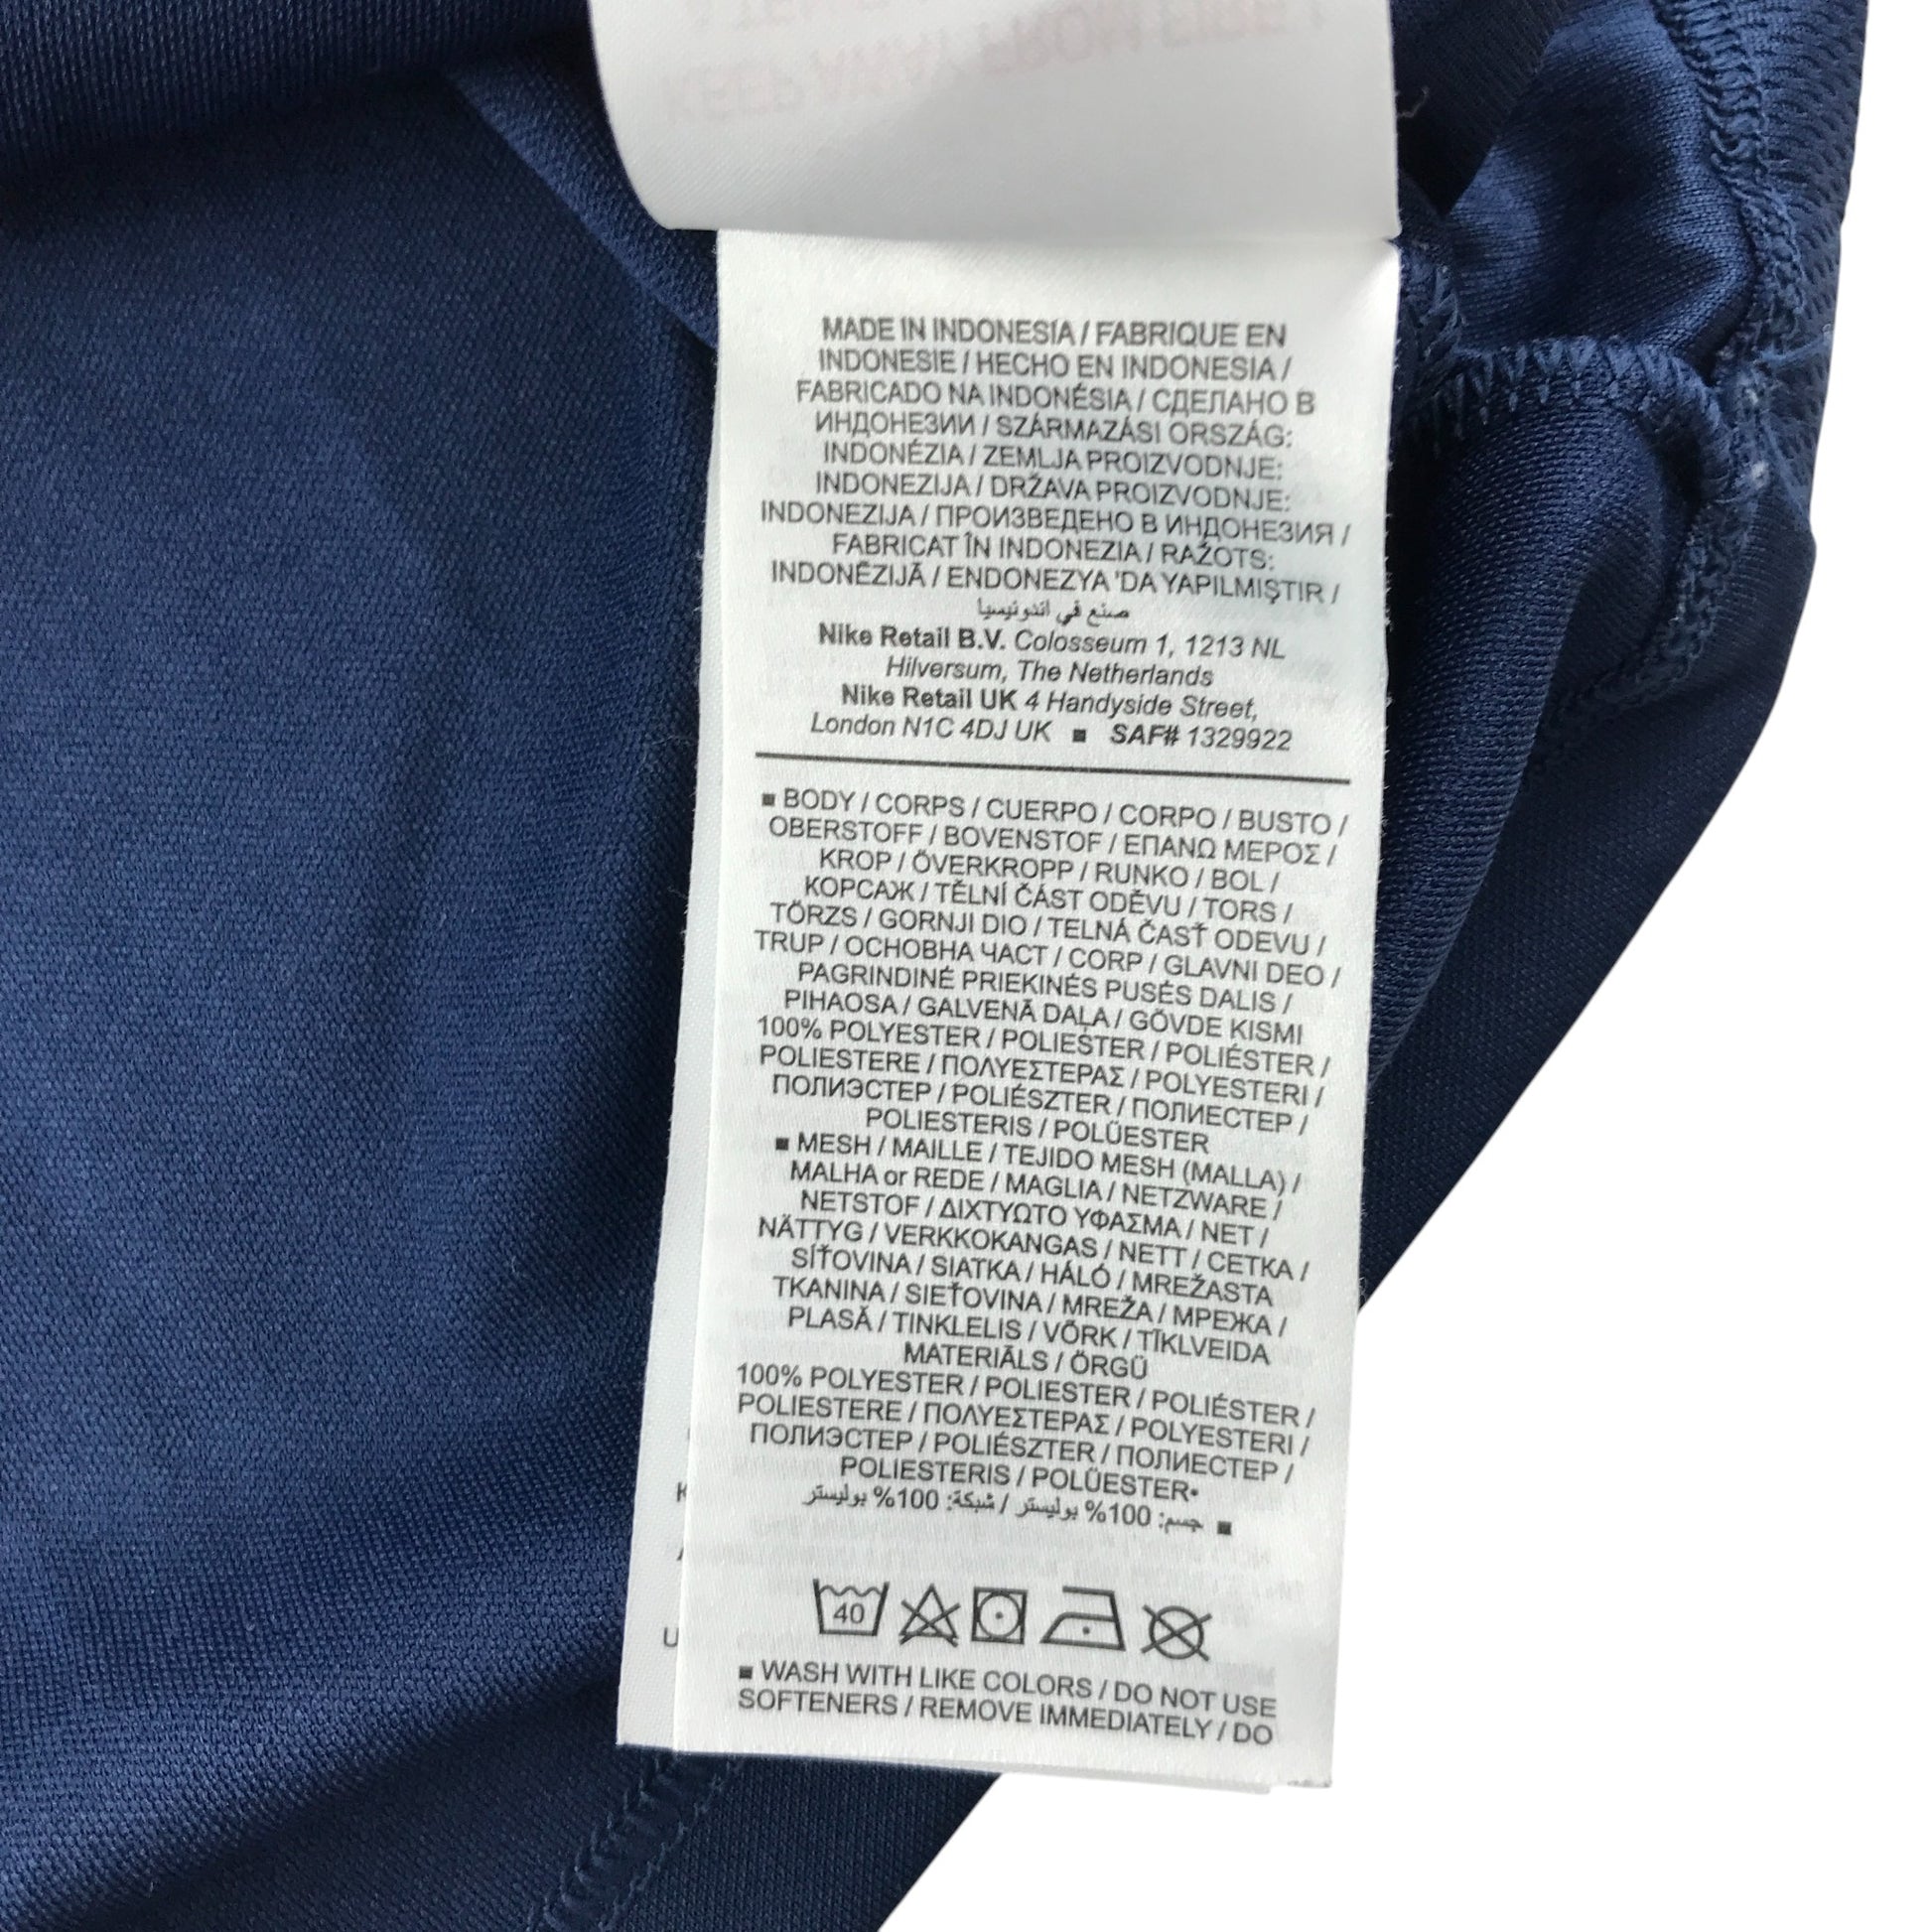 KEEP AWAY FROM FIRE !
MADE IN INDONESIA / FABRIQUE EN
INDONESIE / HECHO EN INDONESIA /
FABRICADO NA INDONÉSIA / СДЕЛАНО В
ИНДОНЕЗИИ / SZÁRMAZÁSI ORSZÁG:
INDONÉZIA / ZEMLJA PROIZVODNJE:
INDONEZIJA / DRŽAVA PROIZVODNJE:
INDONEZIJA / ПРОИЗВЕДЕНО В ИНДОНЕЗИЯ /
FABRICAT ÎN INDONEZIA / RAŽOTS:
INDONĒZIJĀ / ENDONEZYA 'DA YAPILMIŞTIR /
صنع في اندونيسيا
Nike Retail B.V. Colosseum 1, 1213 NL
Hilversum, The Netherlands
Nike Retail UK 4 Handyside Street,
London N1C 4DJ UK ■ SAF# 1329922
■ BODY / CORPS / CUERPO / CORPO / BUSTO /
OBERSTOFF / BOVENSTOF / ΕΠΑΝΩ ΜΕΡΟΣ /
KROP / ÖVERKROPP / RUNKO / BOL /
КОРСАЖ / TĚLNÍ ČÁST ODĚVU / TORS /
TÖRZS / GORNJI DIO / TELNÁ ČASŤ ODEVU /
TRUP / ОСНОВНА ЧАСТ / CORP / GLAVNI DEO /
PAGRINDINĖ PRIEKINĖS PUSĖS DALIS /
PIHAOSA / GALVENĀ DAĻA / GÖVDE KISMI
100% POLYESTER / POLIESTER / POLIÉSTER /
POLIESTERE / ΠΟΛΥΕΣΤΕΡΑΣ / POLYESTERI /
ПОЛИЭСТЕР / POLIÉSZTER / ПОЛИЕСТЕР /
POLIESTERIS / POLÜESTER
■ MESH / MAILLE / TEJIDO MESH (MALLA) /
MALHA or REDE / MAGLIA / NETZWARE /
NETSTOF / ΔΙΧΤΥΩΤΟ ΥΦΑΣΜΑ / NET /
NÄTTYG / VERKKOKANGAS / NETT / СЕТКА /
SÍŤOVINA / SIATKA / HÁLÓ / MREŽASTA
TKANINA / SIEŤOVINA / MREŽA / МРЕЖА /
PLASĂ / TINKLELIS / VÕRK / TĪKLVEIDA
MATERIĀLS / ÖRGÜ
100% POLYESTER / POLIESTER / POLIÉSTER /
POLIESTERE / ΠΟΛΥΕΣΤΕΡΑΣ / POLYESTERI /
ПОЛИЭСТЕР / POLIÉSZTER / ПОЛИЕСТЕР /
POLIESTERIS / POLÜESTER•
■ جسم: 100% بوليستر / شبكة: 100% بوليستر
40
■ WASH WITH LIKE COLORS / DO NOT USE
SOFTENERS / REMOVE IMMEDIATELY / DO